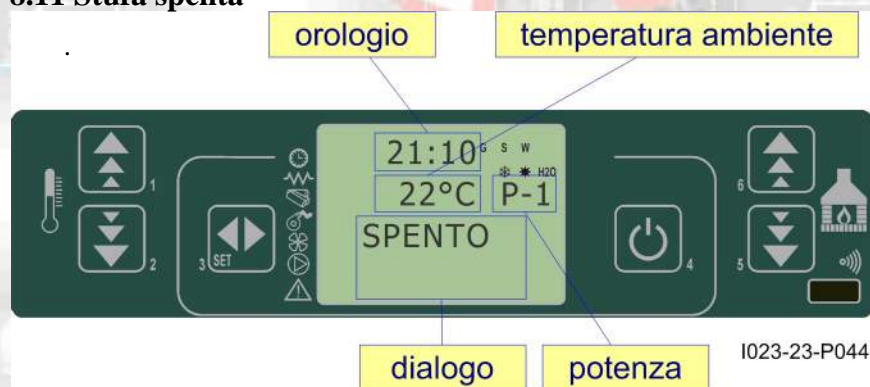 8.11 Stufa spenta
.
orologio temperatura ambiente
21:10 G S W
H2O
22°C P-1
SPENTO
1
2
3 SET
4
6
5
dialogo potenza
I023-23-P044